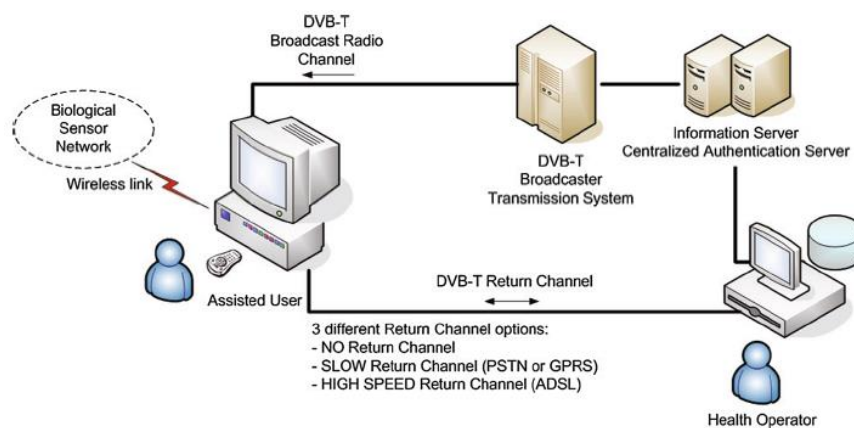 DVB-T
Broadcast Radio
Channel
Biological
Sensor
Network
Wireless link
Information Server
Centralized Authentication Server
DVB-T
Broadcaster
Transmission System
Assisted User
DVB-T Return Channel
3 different Return Channel options:
- NO Return Channel
- SLOW Return Channel (PSTN or GPRS)
- HIGH SPEED Return Channel (ADSL)
Health Operator